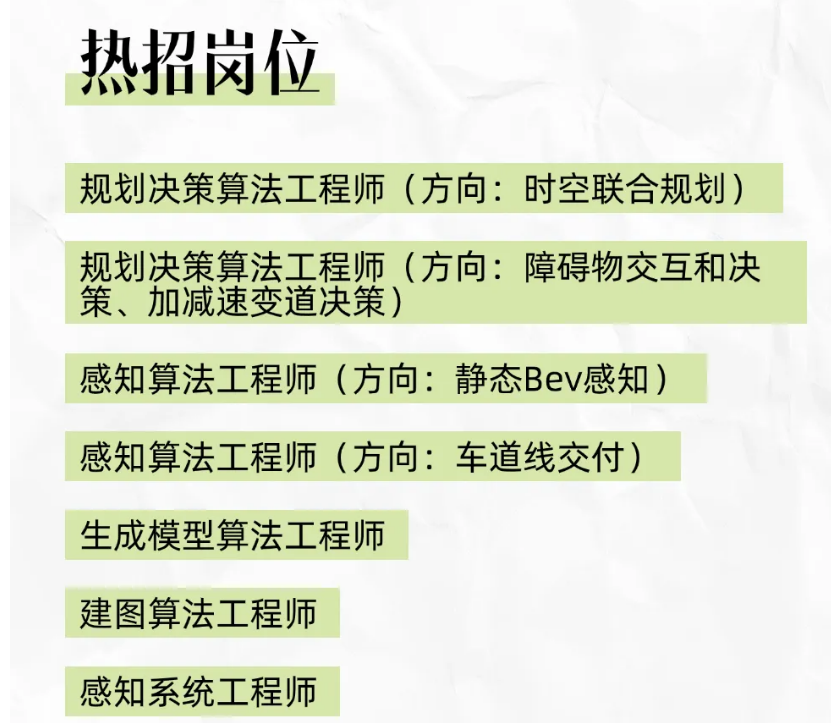 热招岗位
规划决策算法工程师（方向：时空联合规划）
规划决策算法工程师（方向：障碍物交互和决
策、加减速变道决策）
感知算法工程师（方向：静态Bev感知）
感知算法工程师（方向：车道线交付）
生成模型算法工程师
建图算法工程师
感知系统工程师